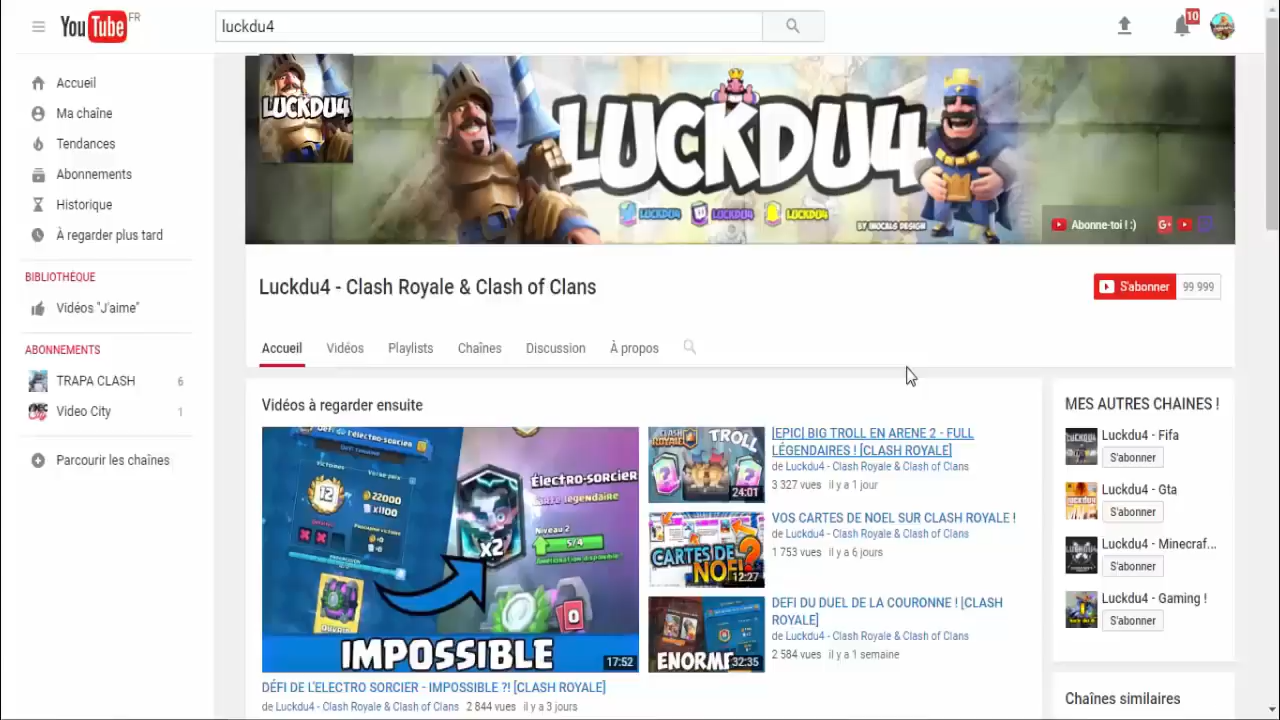 YouTube FR
luckdu4
10
Accueil
Ma chaîne
Tendances
Abonnements
Historique
À regarder plus tard
BIBLIOTHÈQUE
Vidéos "J'aime"
ABONNEMENTS
TRAPA CLASH 6
Video City 1
Parcourir les chaînes
LUCKDU4
LUCKDU4
LUCKDU4 LUCKDU4 LUCKDU4
Abonne-toi ! :)
Luckdu4 - Clash Royale & Clash of Clans
S'abonner 99 999
Accueil Vidéos Playlists Chaînes Discussion À propos
Vidéos à regarder ensuite
Électro-sorcier
Niveau 2
5/4
22000
x1100
12
x2
IMPOSSIBLE
17:52
DÉFI DE L'ELECTRO SORCIER - IMPOSSIBLE ?! [CLASH ROYALE]
de Luckdu4 - Clash Royale & Clash of Clans 2 844 vues il y a 3 jours
TROLL
24:01
[EPIC] BIG TROLL EN ARENE 2 - FULL
LÉGENDAIRES ! [CLASH ROYALE]
de Luckdu4 - Clash Royale & Clash of Clans
3 327 vues il y a 1 jour
CARTES DE
NOEL ?
12:27
VOS CARTES DE NOEL SUR CLASH ROYALE !
de Luckdu4 - Clash Royale & Clash of Clans
1 753 vues il y a 6 jours
ENORME
32:35
DEFI DU DUEL DE LA COURONNE ! [CLASH
ROYALE]
de Luckdu4 - Clash Royale & Clash of Clans
2 584 vues il y a 1 semaine
MES AUTRES CHAINES !
Luckdu4 - Fifa
S'abonner
Luckdu4 - Gta
S'abonner
Luckdu4 - Minecraf...
S'abonner
Luckdu4 - Gaming !
S'abonner
Chaînes similaires